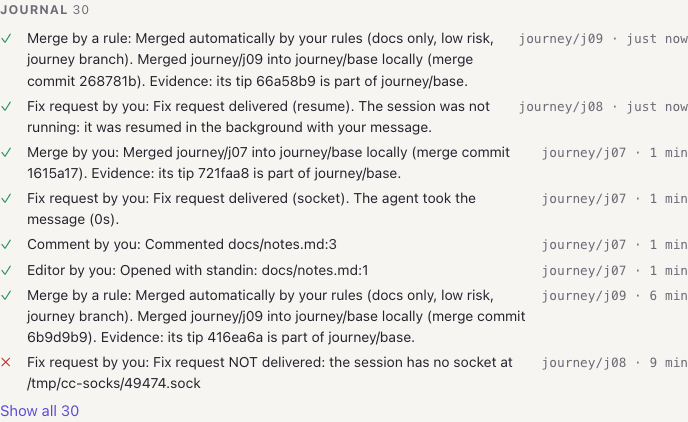 JOURNAL 30
Merge by a rule: Merged automatically by your rules (docs only, low risk, journey/j09 · just now
journey branch). Merged journey/j09 into journey/base locally (merge
commit 268781b). Evidence: its tip 66a58b9 is part of journey/base.
Fix request by you: Fix request delivered (resume). The session was not journey/j08 · just now
running: it was resumed in the background with your message.
Merge by you: Merged journey/j07 into journey/base locally (merge commit journey/j07 · 1 min
1615a17). Evidence: its tip 721faa8 is part of journey/base.
Fix request by you: Fix request delivered (socket). The agent took the journey/j07 · 1 min
message (0s).
Comment by you: Commented docs/notes.md:3 journey/j07 · 1 min
Editor by you: Opened with standin: docs/notes.md:1 journey/j07 · 1 min
Merge by a rule: Merged automatically by your rules (docs only, low risk, journey/j09 · 6 min
journey branch). Merged journey/j09 into journey/base locally (merge commit
6b9d9b9). Evidence: its tip 416ea6a is part of journey/base.
Fix request by you: Fix request NOT delivered: the session has no socket at journey/j08 · 9 min
/tmp/cc-socks/49474.sock
Show all 30